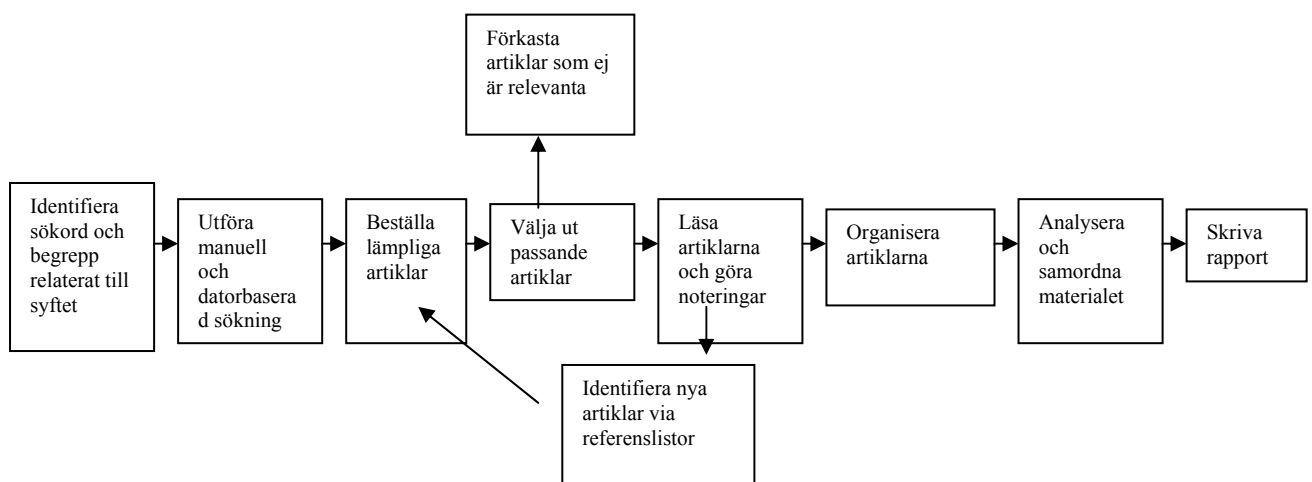 Förkasta
artiklar som ej
är relevanta
Identifiera
sökord och
begrepp
relaterat till
syftet
Utföra
manuell
och
datorbasera
d sökning
Beställa
lämpliga
artiklar
Välja ut
passande
artiklar
Läsa
artiklarna
och göra
noteringar
Organisera
artiklarna
Analysera
och
samordna
materialet
Skriva
rapport
Identifiera nya
artiklar via
referenslistor